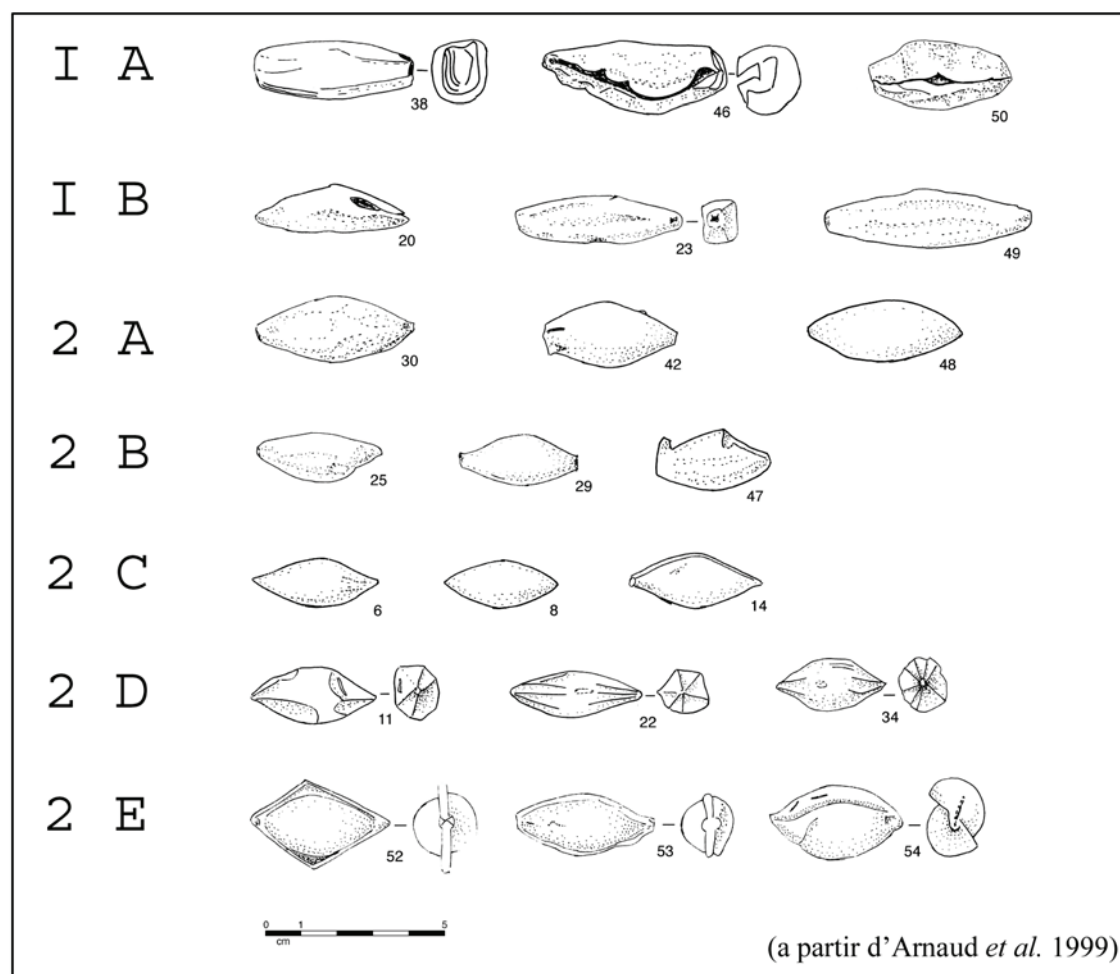 I A
38 46 50
I B
20 23 49
2 A
30 42 48
2 B
25 29 47
2 C
6 8 14
2 D
11 22 34
2 E
52 53 54
0 1 5
cm
(a partir d'Arnaud et al. 1999)